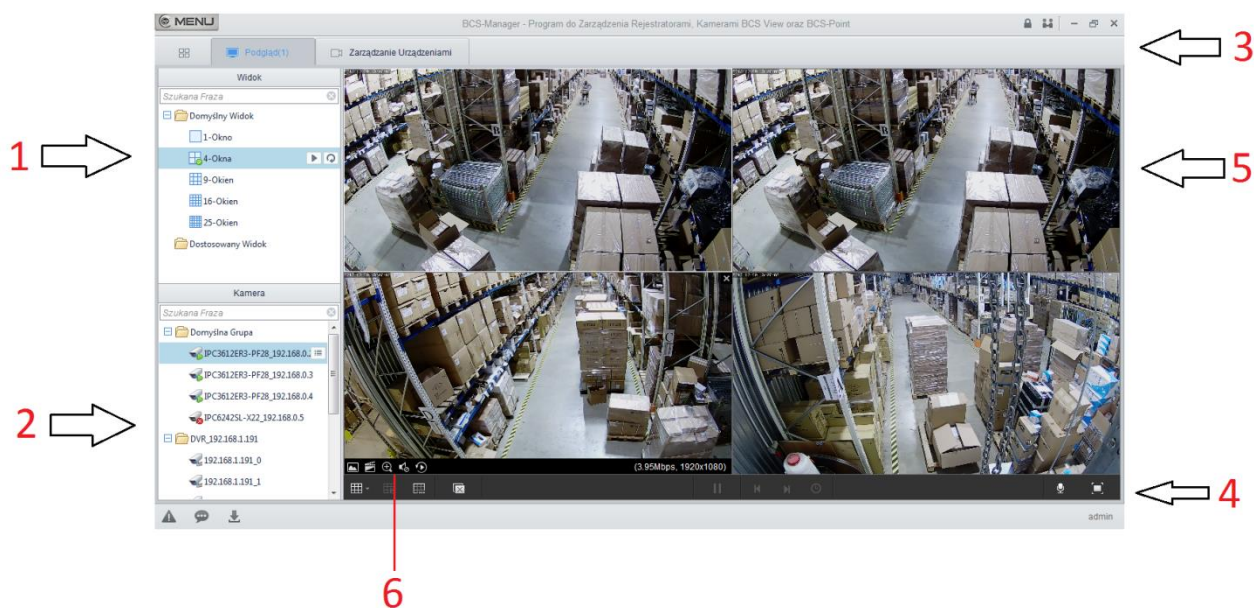 MENU
BCS-Manager - Program do Zarządzenia Rejestratorami, Kamerami BCS View oraz BCS-Point
Podgląd(1)
Zarządzanie Urządzeniami
3
Widok
Szukana Fraza
Domyślny Widok
1-Okno
1
4-Okna
5
9-Okien
16-Okien
25-Okien
Dostosowany Widok
Kamera
Szukana Fraza
Domyślna Grupa
IPC3612ER3-PF28_192.168.0.2
IPC3612ER3-PF28_192.168.0.3
IPC3612ER3-PF28_192.168.0.4
IPC6242SL-X22_192.168.0.5
2
DVR_192.168.1.191
192.168.1.191_0
192.168.1.191_1
(3.95Mbps, 1920x1080)
4
admin
6